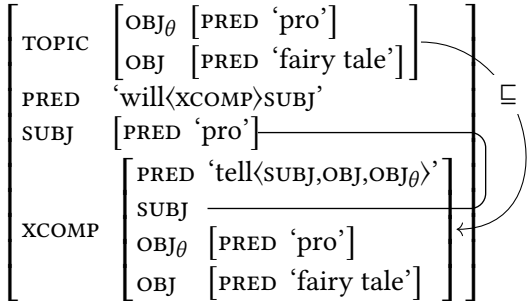 TOPIC [OBJθ [PRED ‘pro’]
OBJ [PRED ‘fairy tale’]]
⊑
PRED ‘will⟨XCOMP⟩SUBJ’
SUBJ [PRED ‘pro’]
XCOMP [PRED ‘tell⟨SUBJ,OBJ,OBJθ⟩’
SUBJ
OBJθ [PRED ‘pro’]
OBJ [PRED ‘fairy tale’]]